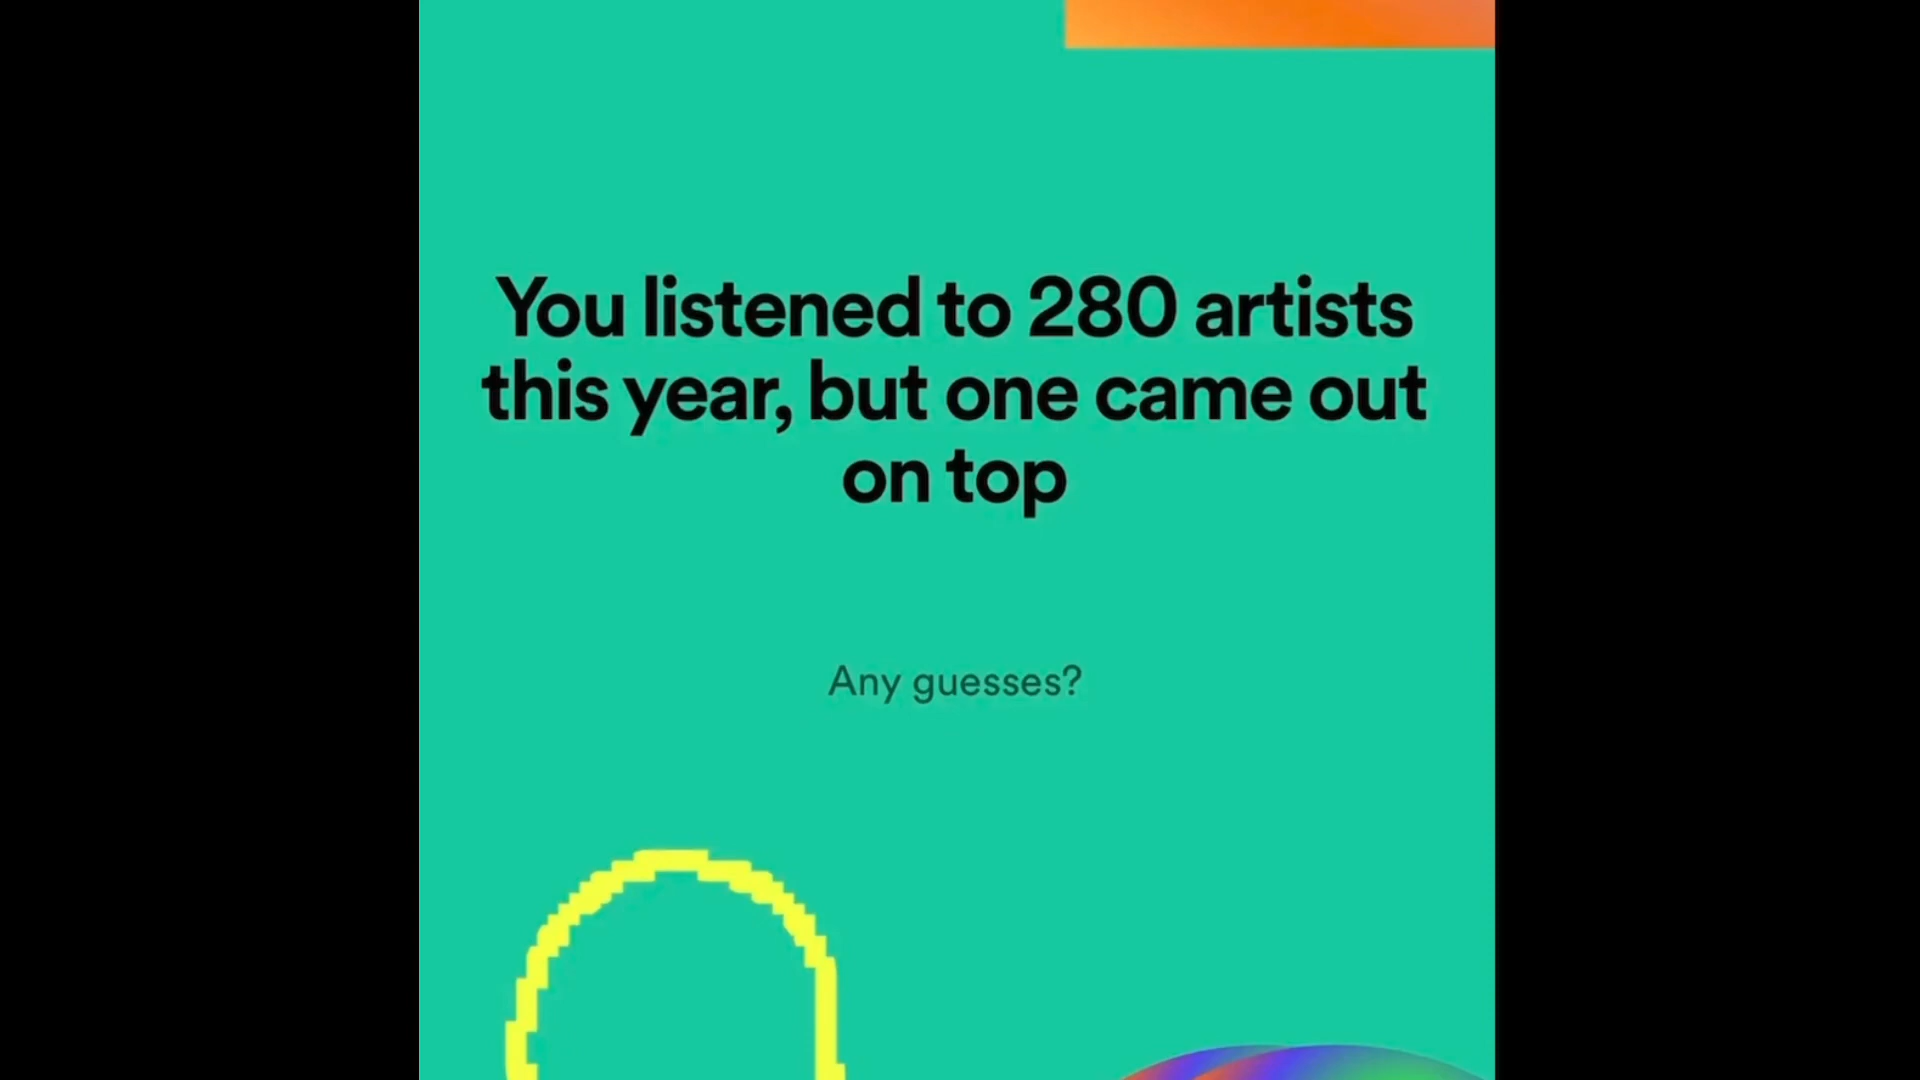 You listened to 280 artists
this year, but one came out
on top
Any guesses?